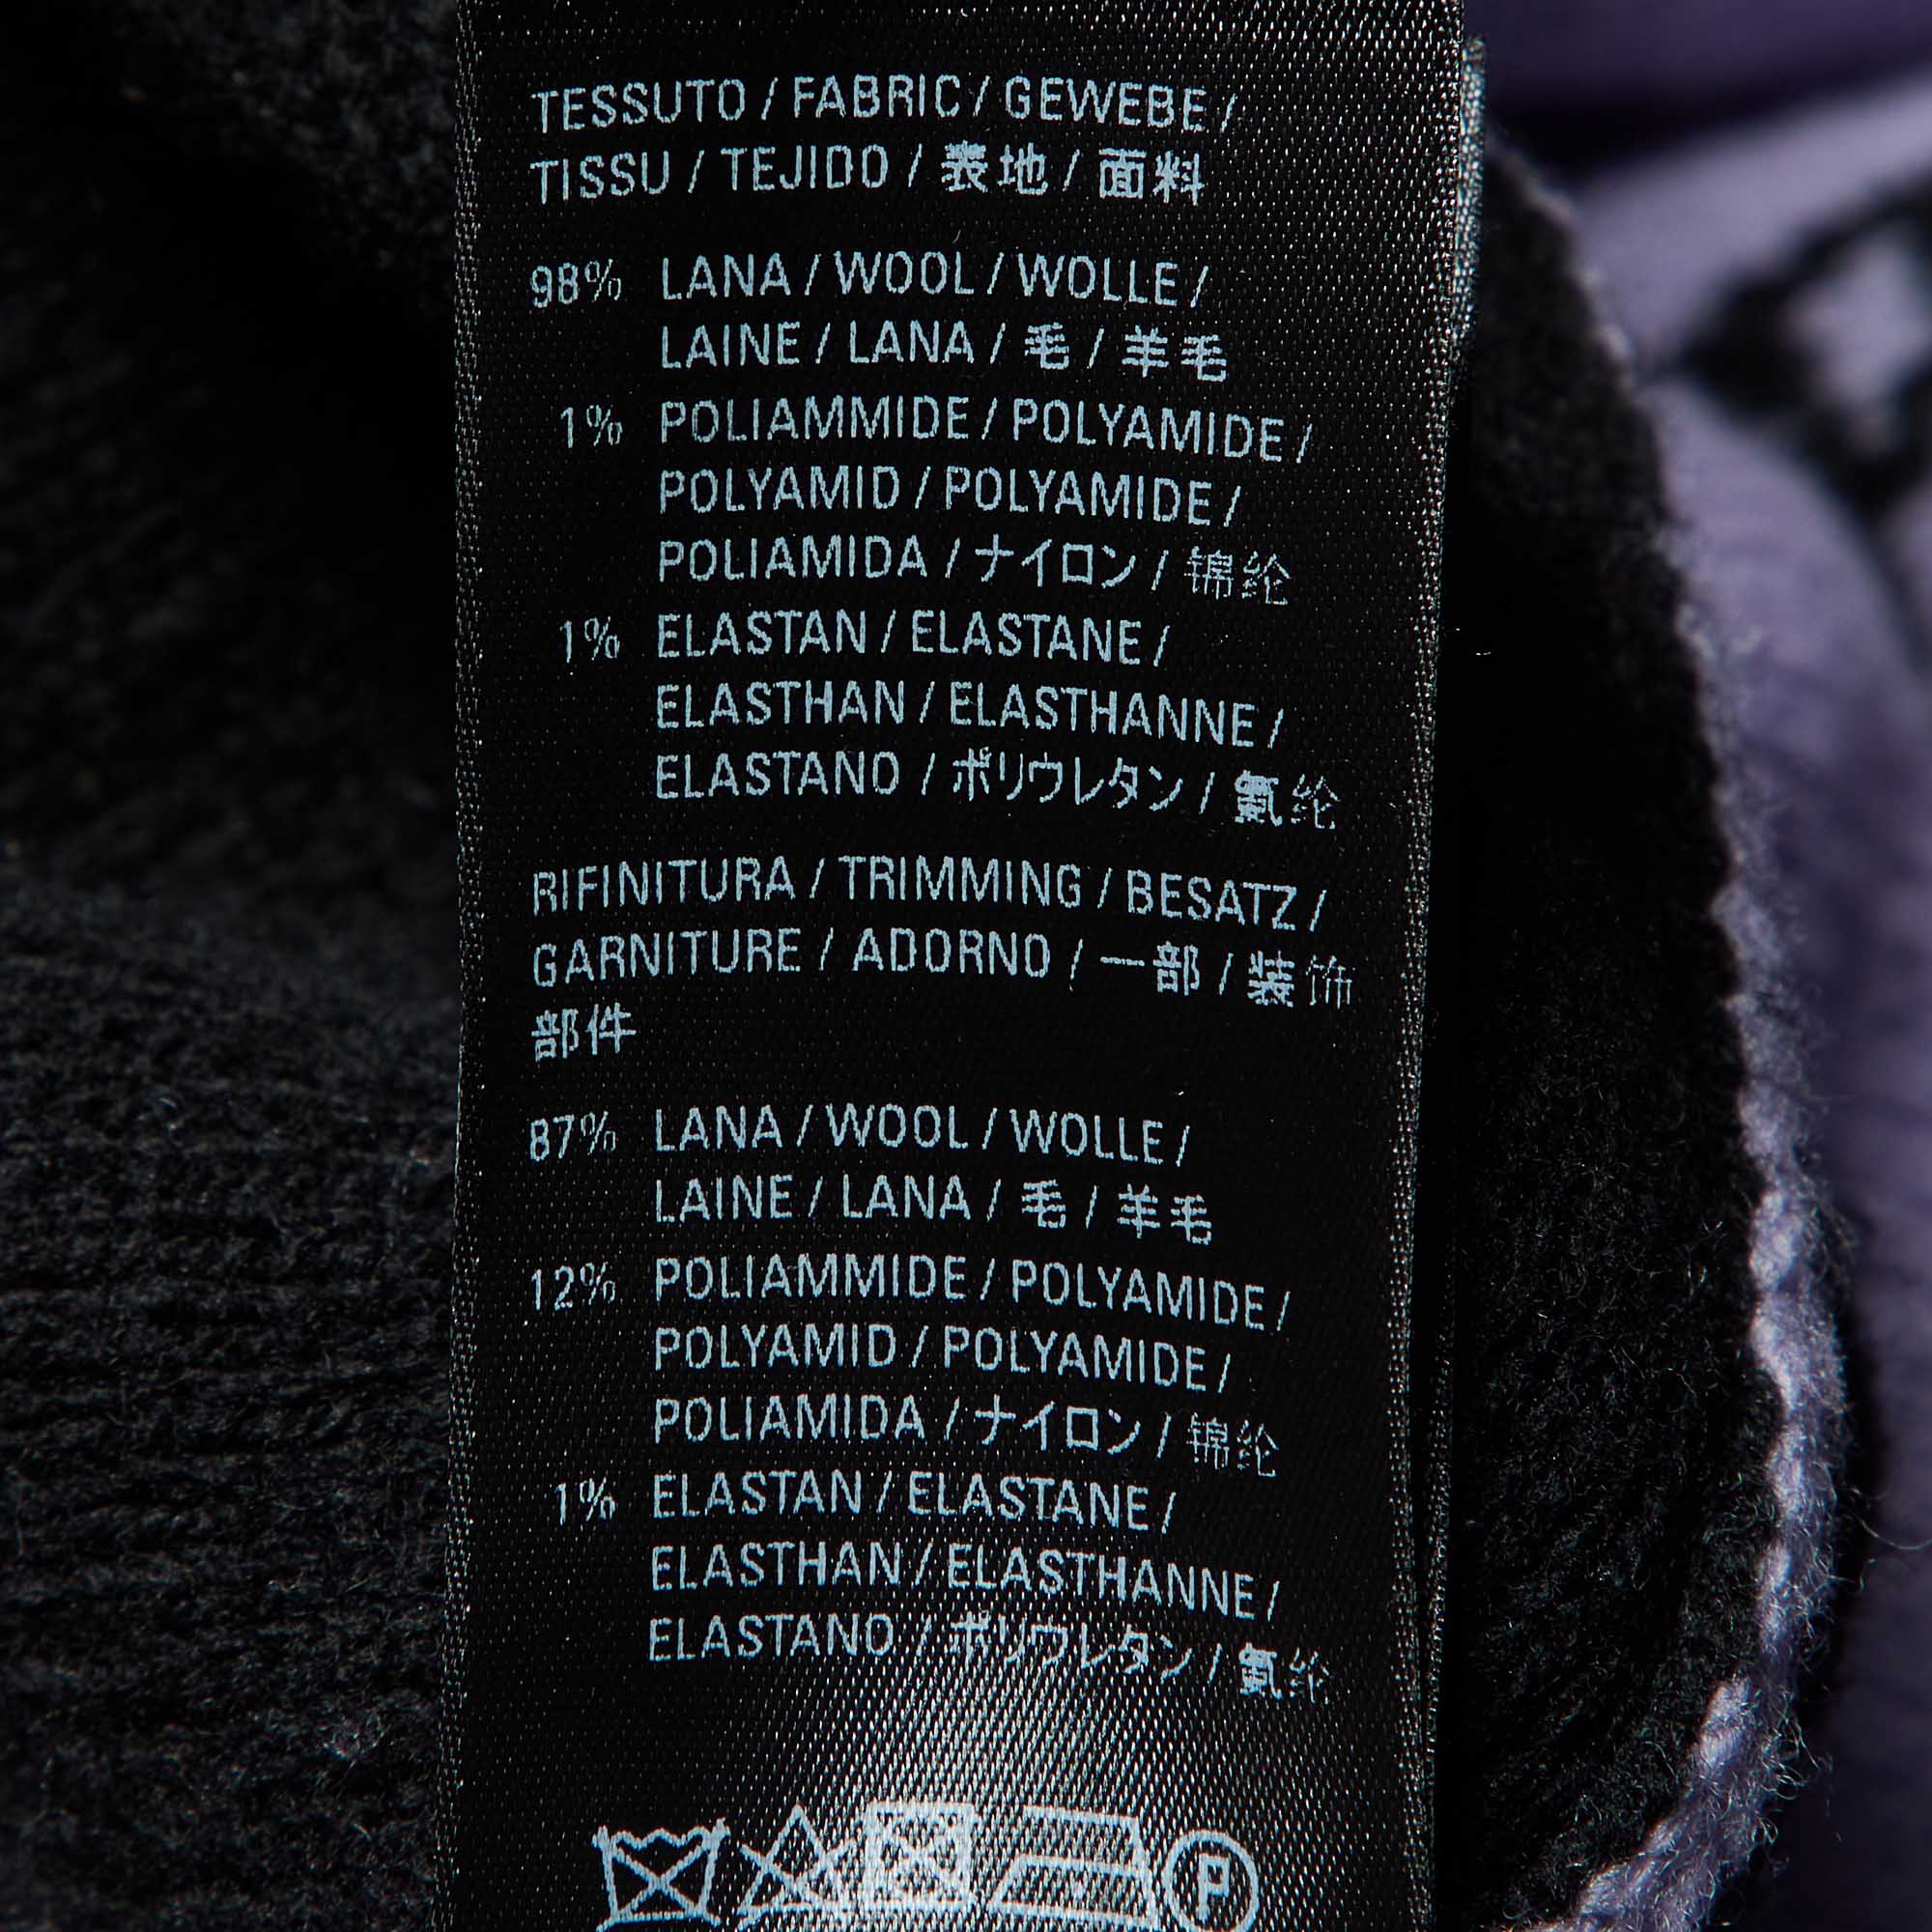 TESSUTO / FABRIC / GEWEBE /
TISSU / TEJIDO / 表地 / 面料
98% LANA / WOOL / WOLLE /
LAINE / LANA / 毛 / 羊毛
1% POLIAMMIDE / POLYAMIDE /
POLYAMID / POLYAMIDE /
POLIAMIDA / ナイロン / 锦纶
1% ELASTAN / ELASTANE /
ELASTHAN / ELASTHANNE /
ELASTANO / ポリウレタン / 氨纶
RIFINITURA / TRIMMING / BESATZ /
GARNITURE / ADORNO / 一部 / 装饰
部件
87% LANA / WOOL / WOLLE /
LAINE / LANA / 毛 / 羊毛
12% POLIAMMIDE / POLYAMIDE /
POLYAMID / POLYAMIDE /
POLIAMIDA / ナイロン / 锦纶
1% ELASTAN / ELASTANE /
ELASTHAN / ELASTHANNE /
ELASTANO / ポリウレタン / 氨纶
P